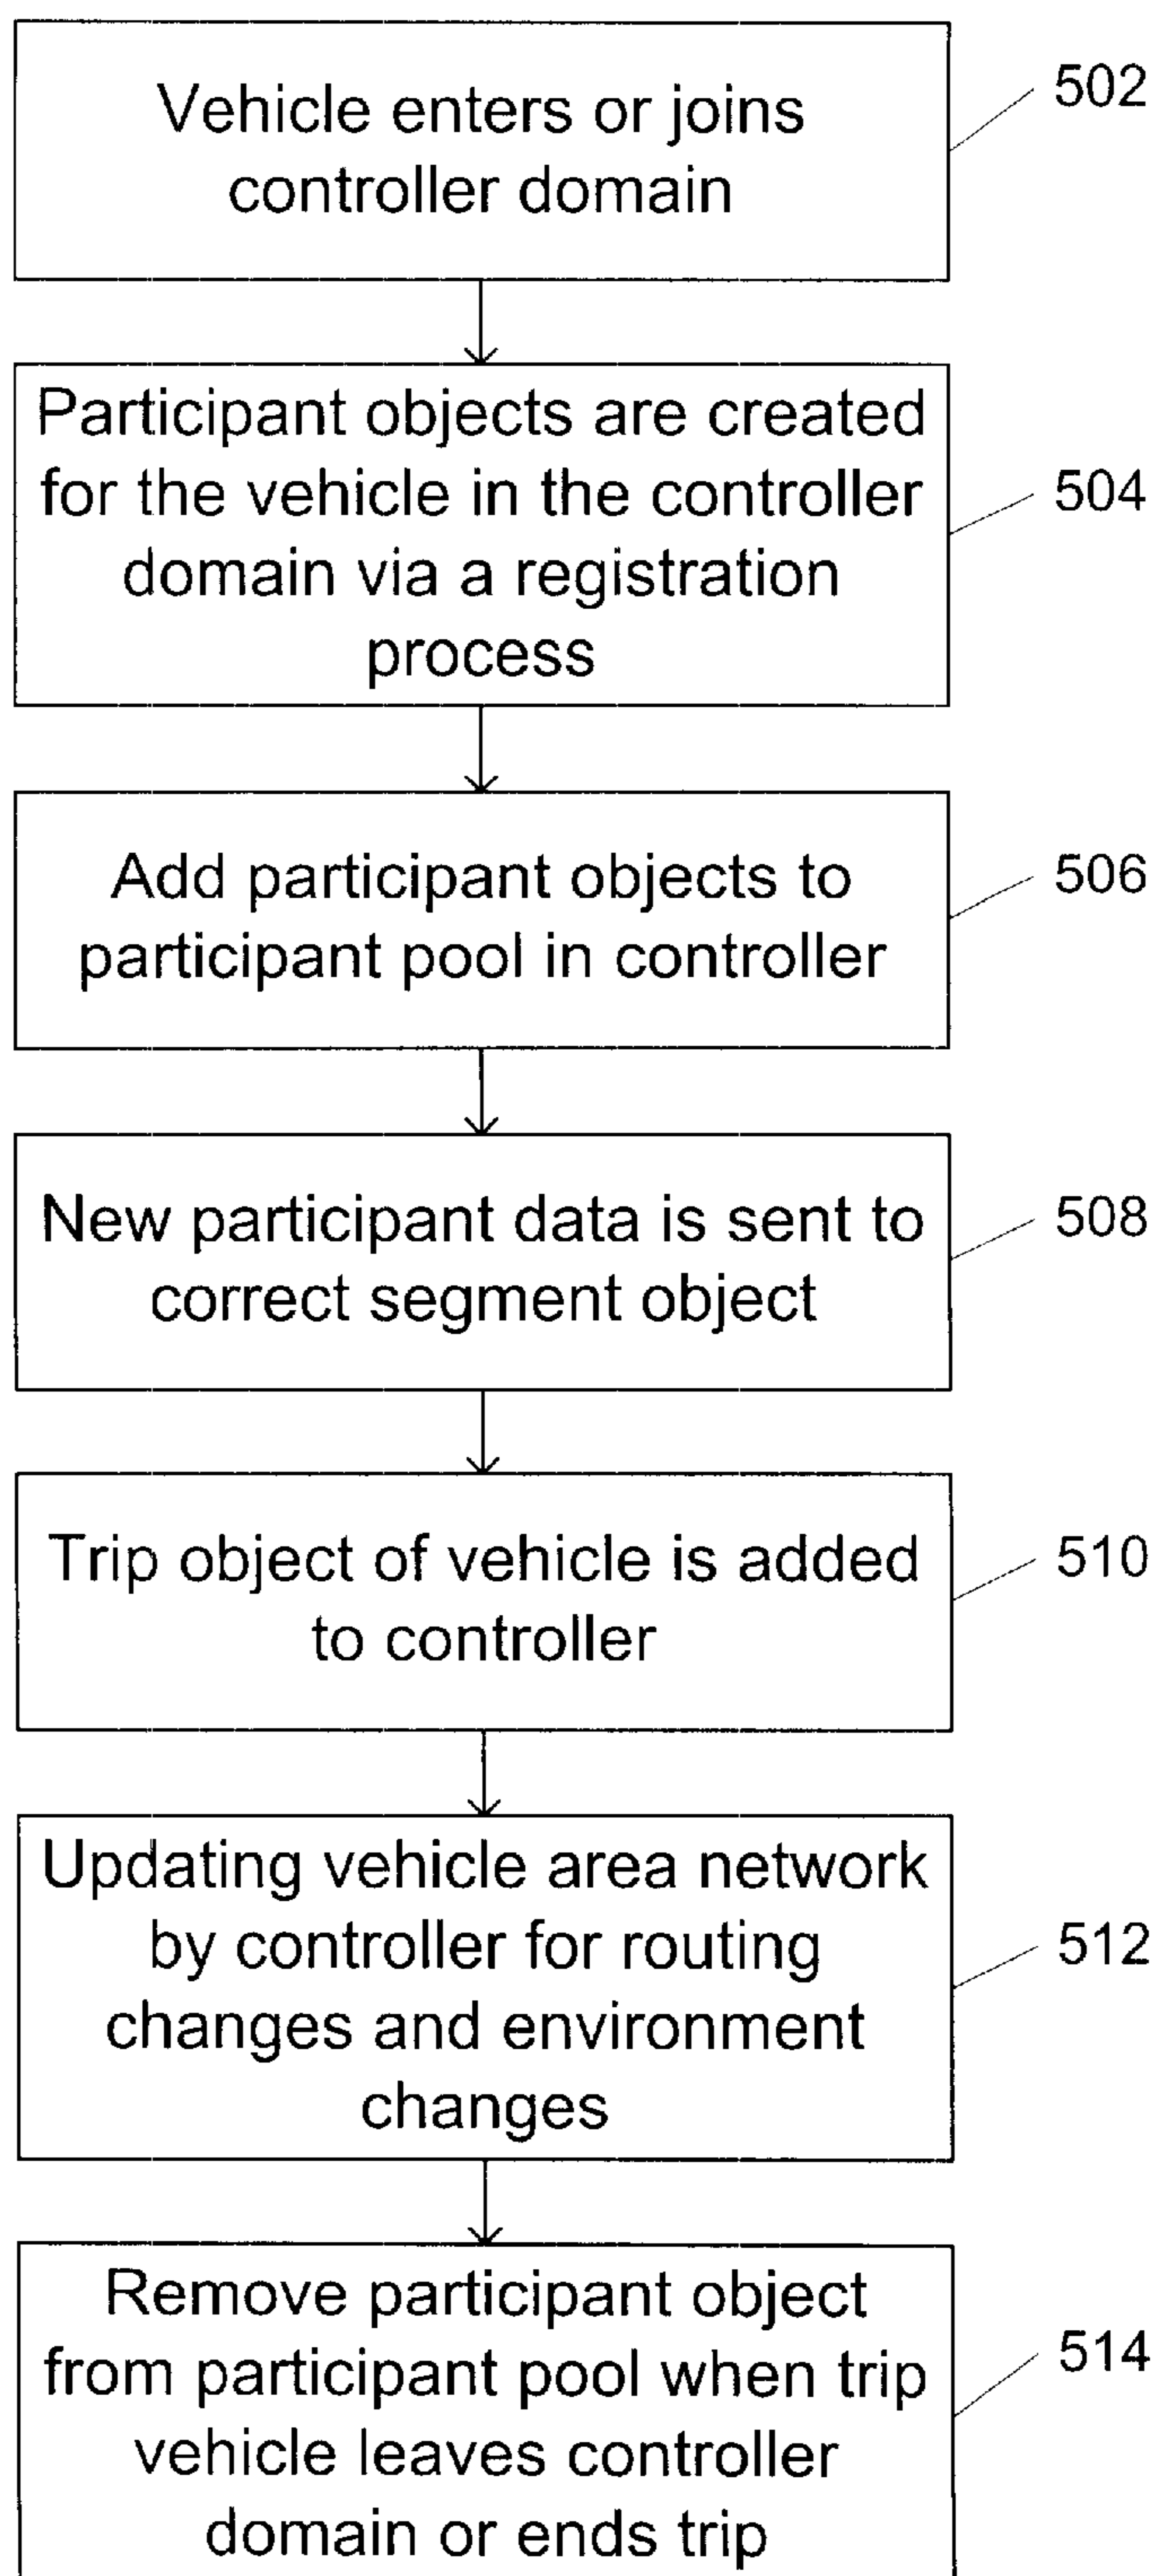 Vehicle enters or joins
controller domain
502
Participant objects are created
for the vehicle in the controller
domain via a registration
process
504
Add participant objects to
participant pool in controller
506
New participant data is sent to
correct segment object
508
Trip object of vehicle is added
to controller
510
Updating vehicle area network
by controller for routing
changes and environment
changes
512
Remove participant object
from participant pool when trip
vehicle leaves controller
domain or ends trip
514